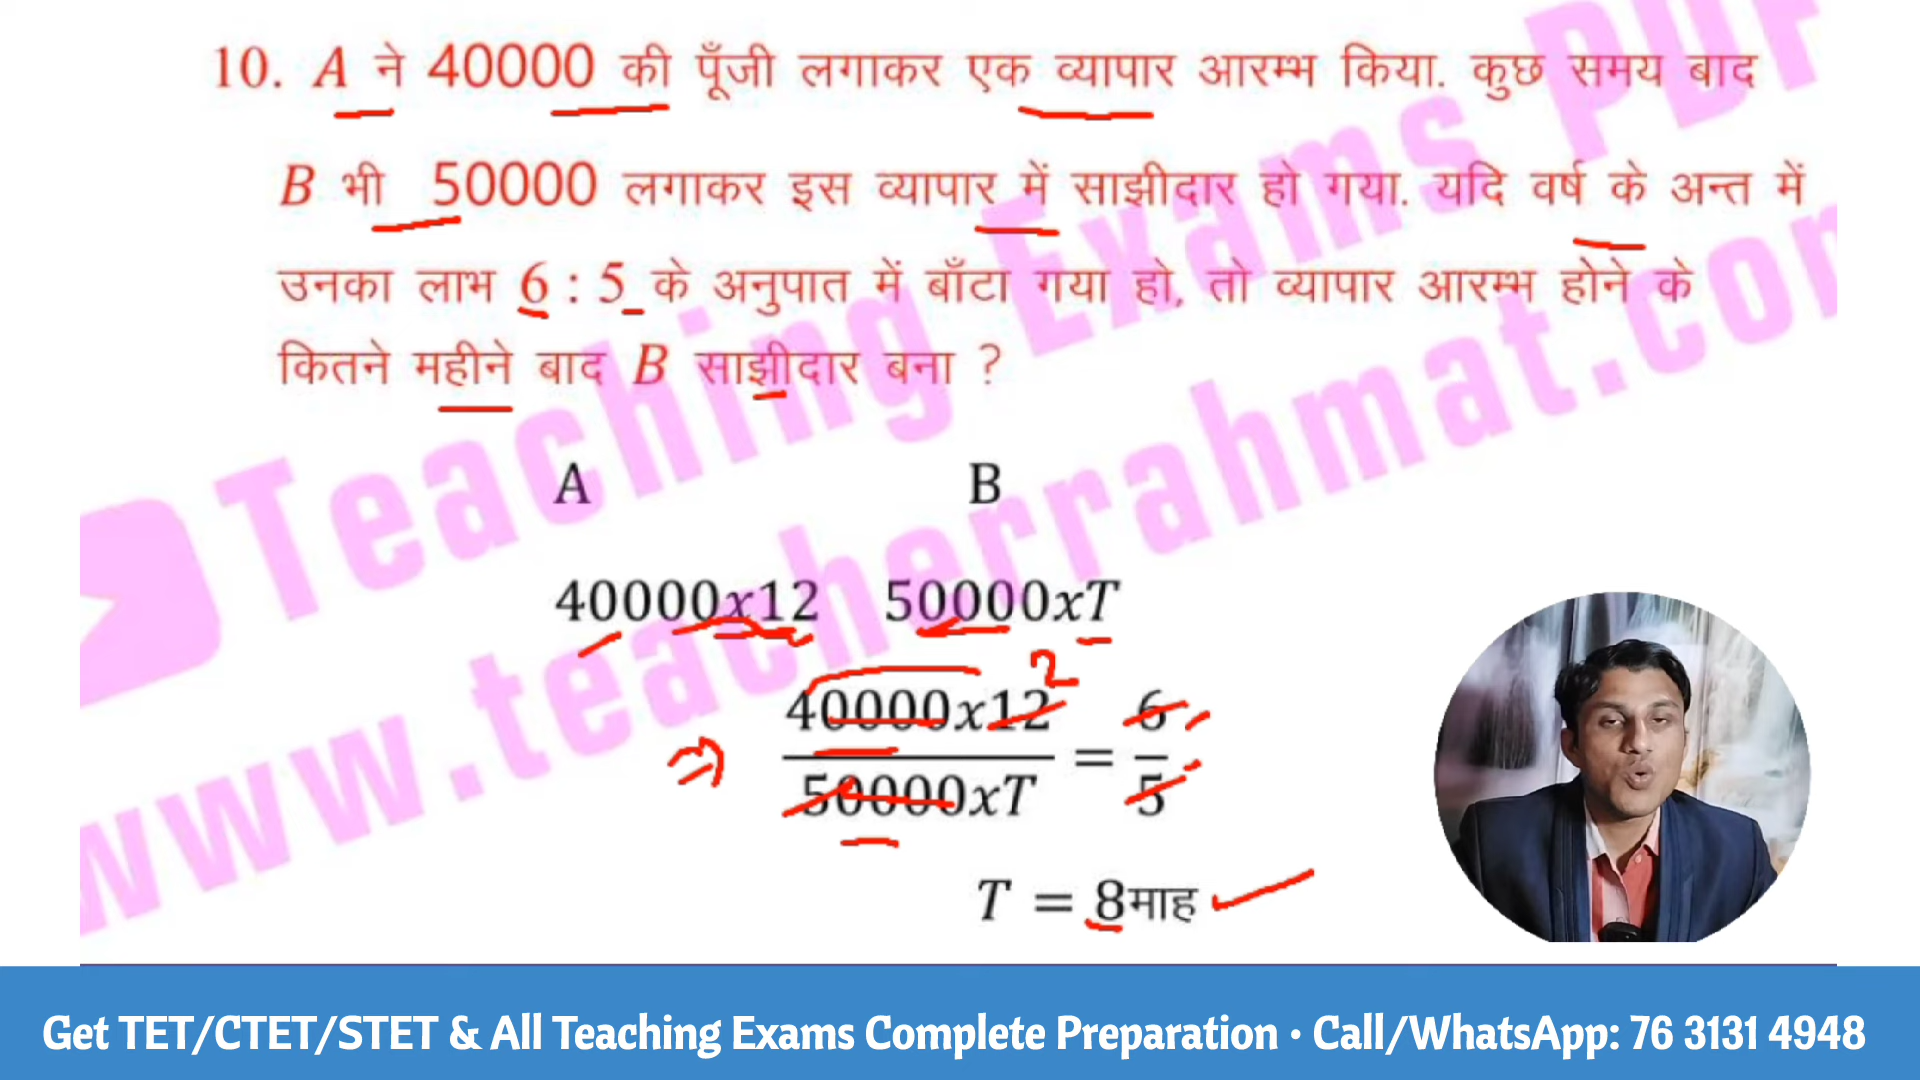 10. A ने 40000 की पूँजी लगाकर एक व्यापार आरम्भ किया. कुछ समय बाद
B भी 50000 लगाकर इस व्यापार में साझीदार हो गया. यदि वर्ष के अन्त में
उनका लाभ 6 : 5 के अनुपात में बाँटा गया हो, तो व्यापार आरम्भ होने के
कितने महीने बाद B साझीदार बना ?
A B
40000x12 50000xT
2
⇒ 40000x12 / 50000xT = 6/5
T = 8माह
Teaching Exams PDF
www.teacherrahmat.com
Get TET/CTET/STET & All Teaching Exams Complete Preparation • Call/WhatsApp: 76 3131 4948